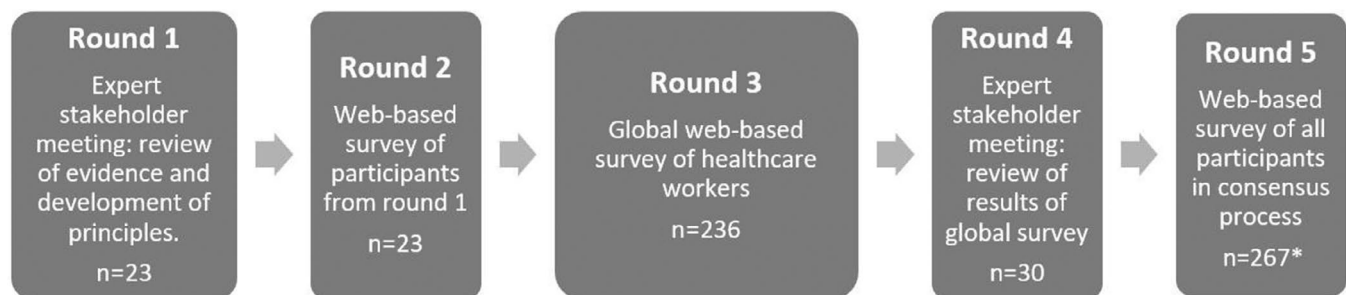 Round 1
Expert
stakeholder
meeting: review
of evidence and
development of
principles.
n=23
Round 2
Web-based
survey of
participants
from round 1
n=23
Round 3
Global web-based
survey of healthcare
workers
n=236
Round 4
Expert
stakeholder
meeting:
review of
results of
global survey
n=30
Round 5
Web-based
survey of all
participants
in consensus
process
n=267*